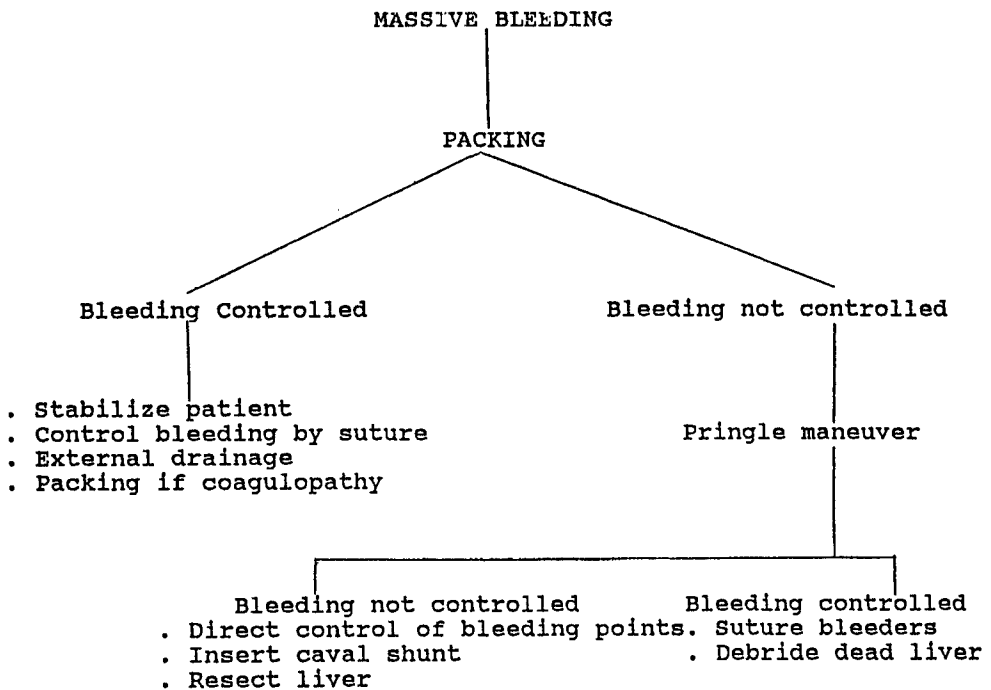 MASSIVE BLEEDING
PACKING
Bleeding Controlled
Bleeding not controlled
. Stabilize patient
. Control bleeding by suture
. External drainage
. Packing if coagulopathy
Pringle maneuver
Bleeding not controlled
. Direct control of bleeding points
. Insert caval shunt
. Resect liver
Bleeding controlled
. Suture bleeders
. Debride dead liver